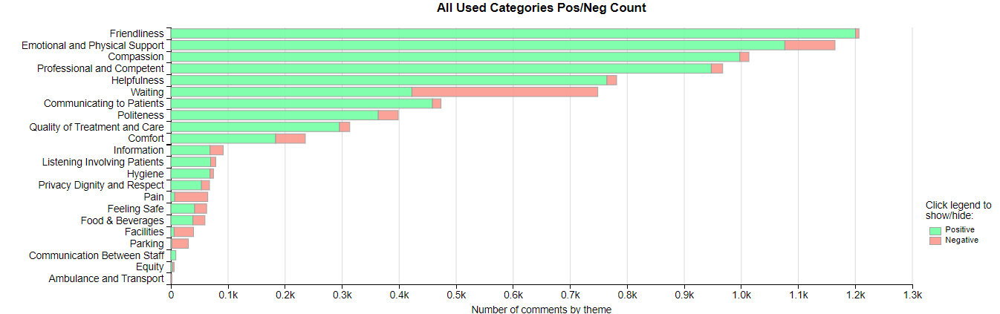 All Used Categories Pos/Neg Count
Friendliness
Emotional and Physical Support
Compassion
Professional and Competent
Helpfulness
Waiting
Communicating to Patients
Politeness
Quality of Treatment and Care
Comfort
Information
Listening Involving Patients
Hygiene
Privacy Dignity and Respect
Pain
Feeling Safe
Food & Beverages
Facilities
Parking
Communication Between Staff
Equity
Ambulance and Transport
0 0.1k 0.2k 0.3k 0.4k 0.5k 0.6k 0.7k 0.8k 0.9k 1.0k 1.1k 1.2k 1.3k
Number of comments by theme
Click legend to
show/hide:
Positive
Negative